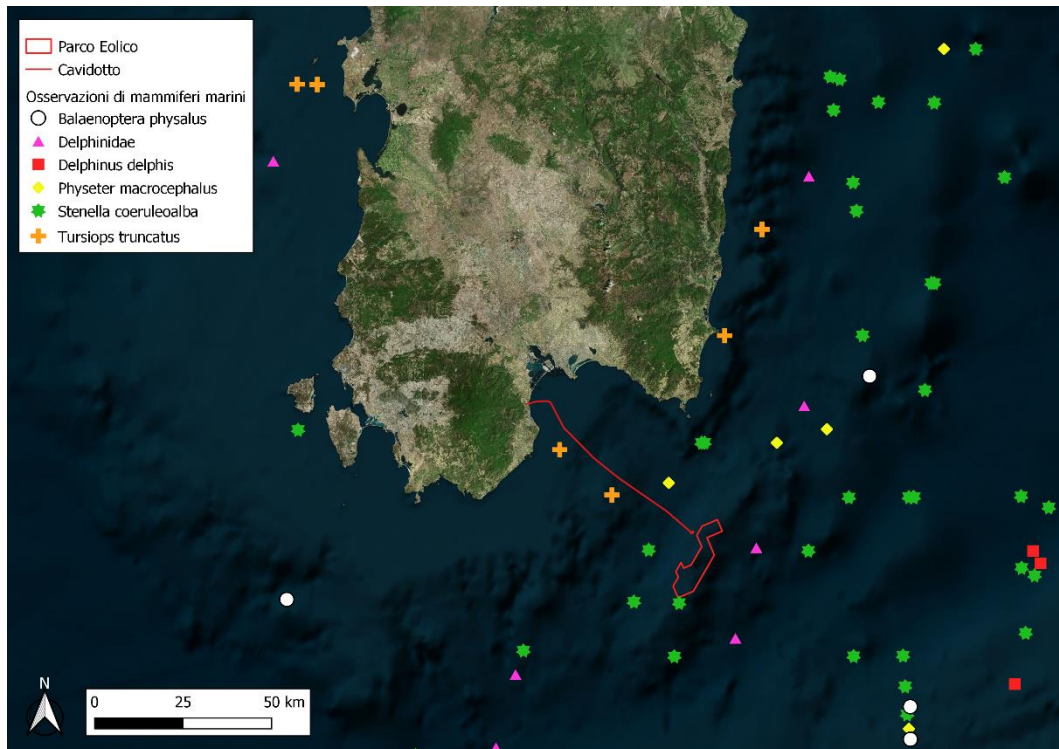 Parco Eolico
Cavidotto
Osservazioni di mammiferi marini
Balaenoptera physalus
Delphinidae
Delphinus delphis
Physeter macrocephalus
Stenella coeruleoalba
Tursiops truncatus
N
0 25 50 km